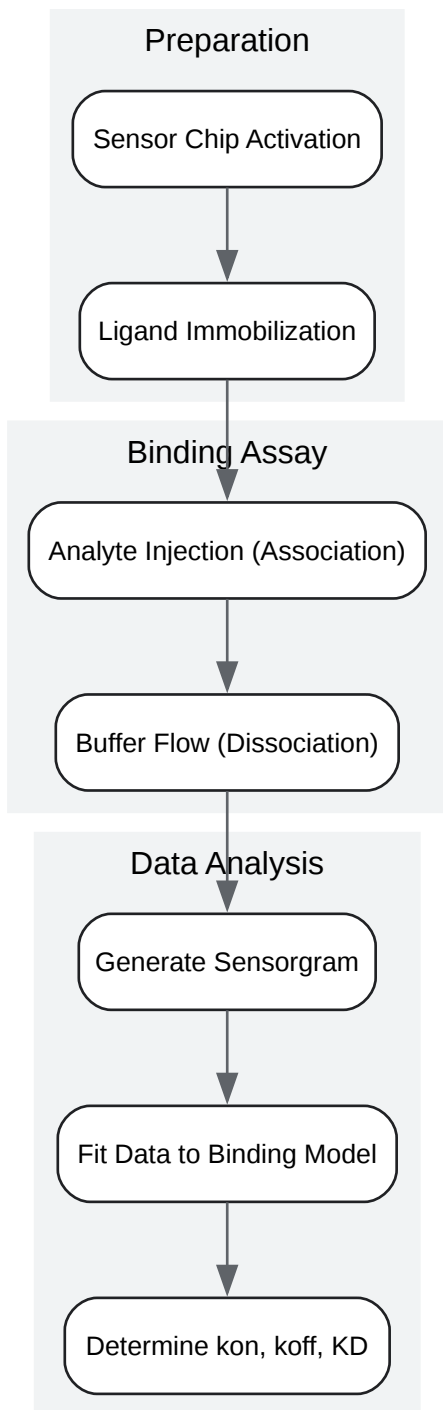 Preparation
Sensor Chip Activation
Ligand Immobilization
Binding Assay
Analyte Injection (Association)
Buffer Flow (Dissociation)
Data Analysis
Generate Sensorgram
Fit Data to Binding Model
Determine kon, koff, KD